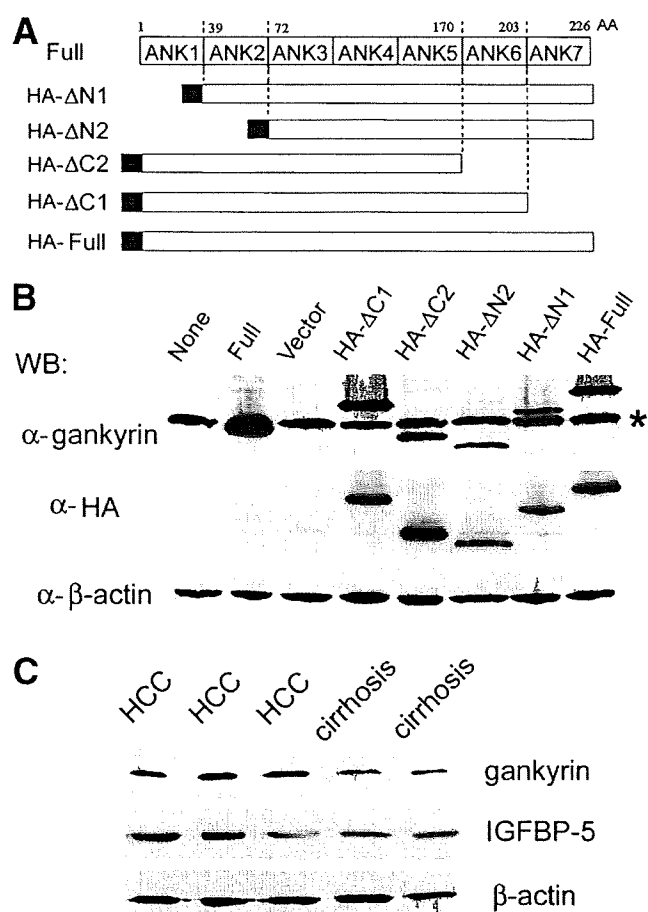 A
1 39 72 170 203 226 AA
Full ANK1 ANK2 ANK3 ANK4 ANK5 ANK6 ANK7
HA-ΔN1
HA-ΔN2
HA-ΔC2
HA-ΔC1
HA-Full
B
None Full Vector HA-ΔC1 HA-ΔC2 HA-ΔN2 HA-ΔN1 HA-Full
WB:
α-gankyrin *
α-HA
α-β-actin
C
HCC HCC HCC cirrhosis cirrhosis
gankyrin
IGFBP-5
β-actin